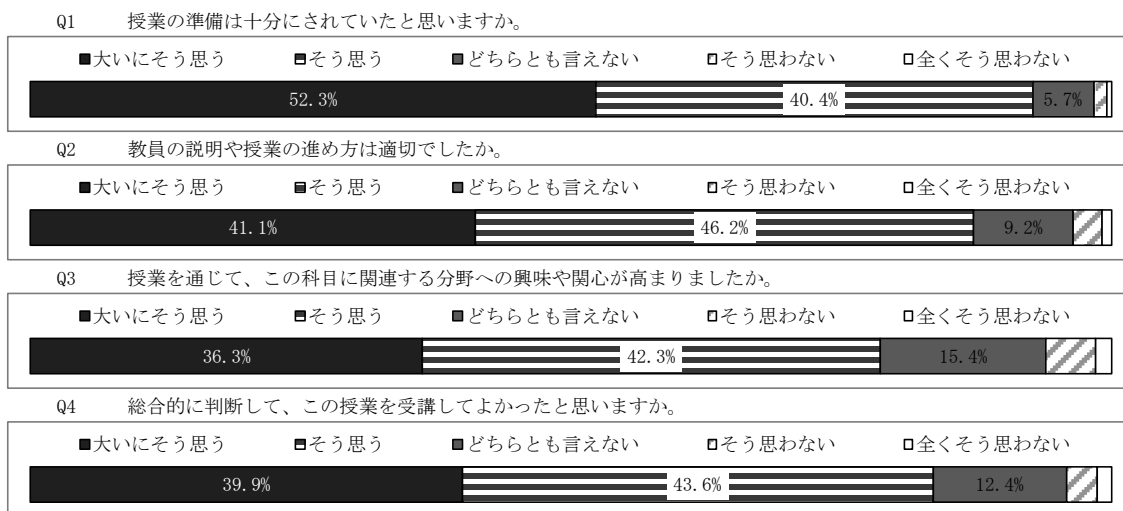 Q1 授業の準備は十分にされていたと思いますか。
■大いにそう思う ■そう思う ■どちらとも言えない □そう思わない □全くそう思わない
52.3% 40.4% 5.7%
Q2 教員の説明や授業の進め方は適切でしたか。
■大いにそう思う ■そう思う ■どちらとも言えない □そう思わない □全くそう思わない
41.1% 46.2% 9.2%
Q3 授業を通じて、この科目に関連する分野への興味や関心が高まりましたか。
■大いにそう思う ■そう思う ■どちらとも言えない □そう思わない □全くそう思わない
36.3% 42.3% 15.4%
Q4 総合的に判断して、この授業を受講してよかったと思いますか。
■大いにそう思う ■そう思う ■どちらとも言えない □そう思わない □全くそう思わない
39.9% 43.6% 12.4%